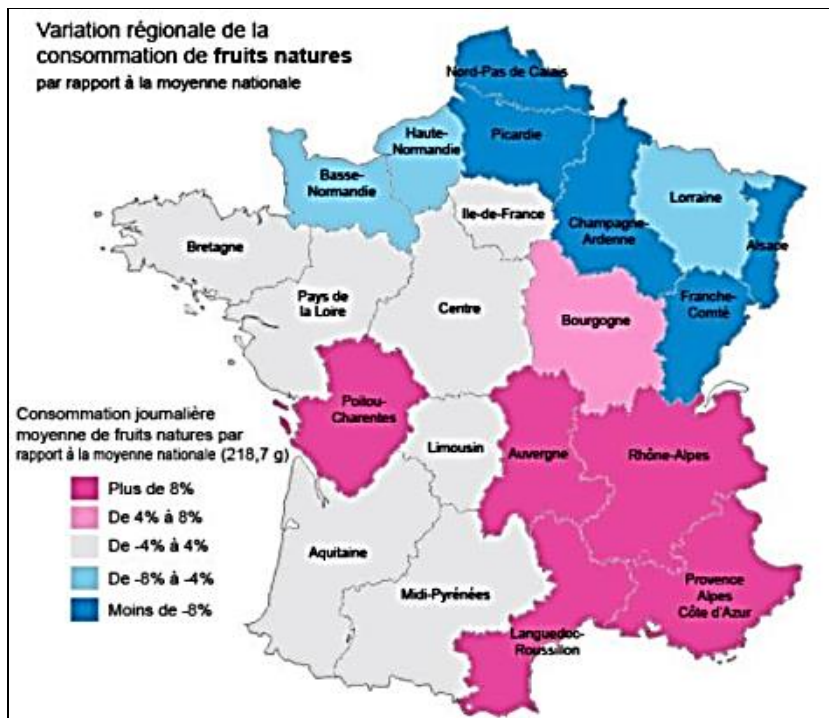 Variation régionale de la
consommation de fruits natures
par rapport à la moyenne nationale
Nord-Pas de Calais
Haute-
Normandie
Picardie
Basse-
Normandie
Ile-de-France
Champagne-
Ardenne
Lorraine
Alsace
Bretagne
Pays de
la Loire
Centre
Bourgogne
Franche-
Comté
Poitou-
Charentes
Limousin
Auvergne
Rhône-Alpes
Aquitaine
Midi-Pyrénées
Languedoc-
Roussillon
Provence
Alpes
Côte d'Azur
Consommation journalière
moyenne de fruits natures par
rapport à la moyenne nationale (218,7 g)
Plus de 8%
De 4% à 8%
De -4% à 4%
De -8% à -4%
Moins de -8%